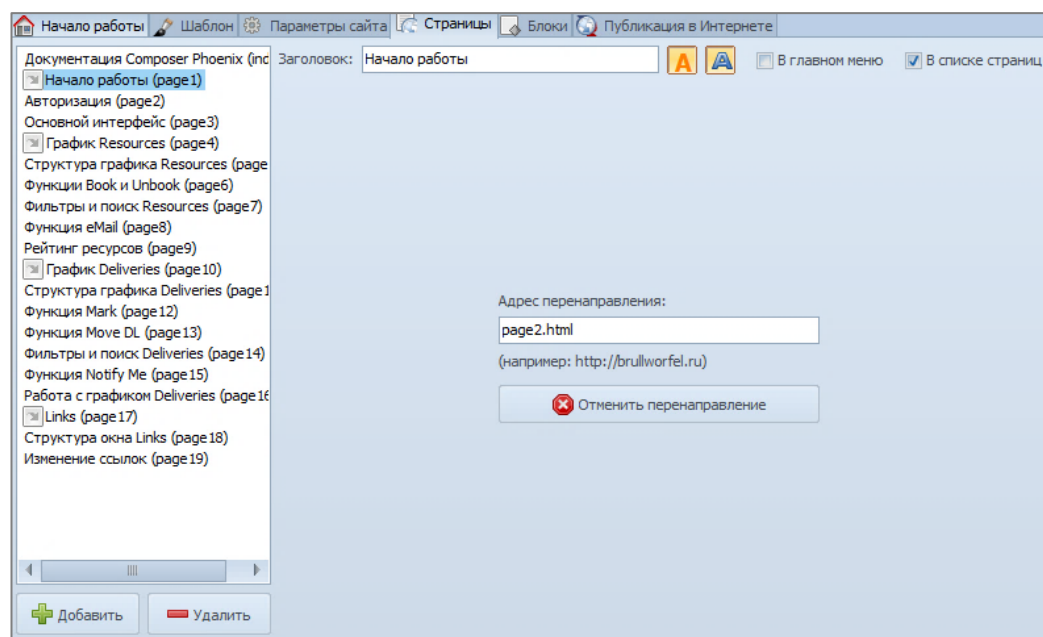 Начало работы Шаблон Параметры сайта Страницы Блоки Публикация в Интернете
Заголовок: Начало работы A A В главном меню В списке страниц
Документация Composer Phoenix (inc
Начало работы (page1)
Авторизация (page2)
Основной интерфейс (page3)
График Resources (page4)
Структура графика Resources (page
Функции Book и Unbook (page6)
Фильтры и поиск Resources (page7)
Функция eMail (page8)
Рейтинг ресурсов (page9)
График Deliveries (page10)
Структура графика Deliveries (page1
Функция Mark (page12)
Функция Move DL (page13)
Фильтры и поиск Deliveries (page14)
Функция Notify Me (page15)
Работа с графиком Deliveries (page16
Links (page17)
Структура окна Links (page18)
Изменение ссылок (page19)
Адрес перенаправления:
page2.html
(например: http://brullworfel.ru)
Отменить перенаправление
Добавить Удалить